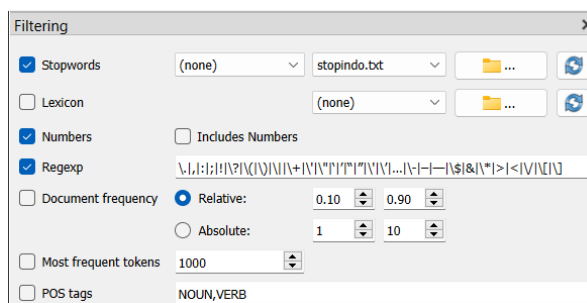 Filtering
Stopwords (none) stopindo.txt ...
Lexicon (none) ...
Numbers Includes Numbers
Regexp \.|,|:|;|!|\?|\(|\)|\||\+|\'|\"|'|′|"|"|\'|\'|…|\-|–|—|\$|&|\*|>|<|\/|\[|\]
Document frequency Relative: 0.10 0.90
Absolute: 1 10
Most frequent tokens 1000
POS tags NOUN,VERB